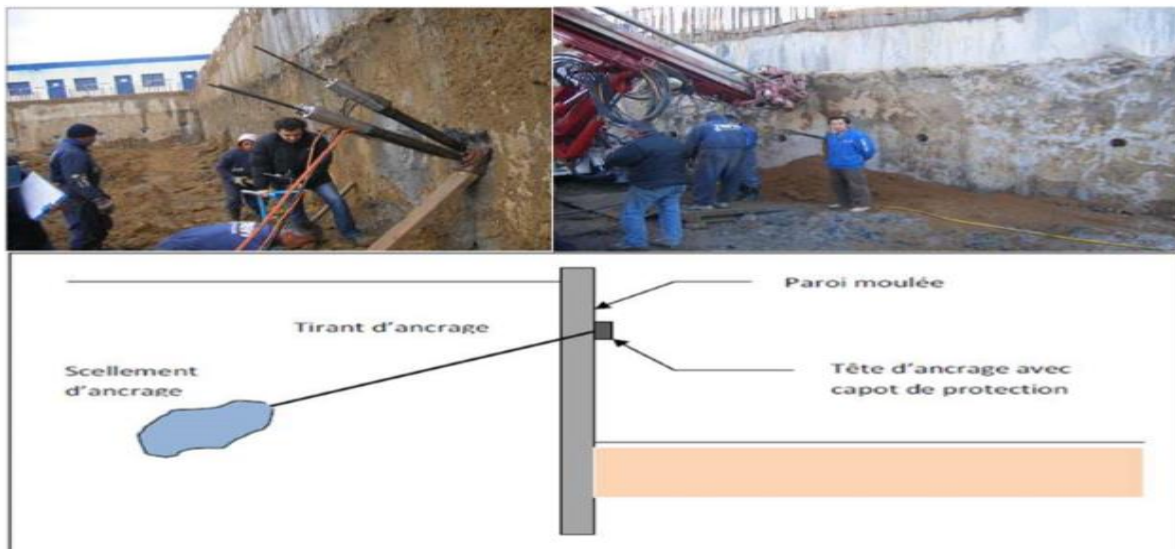 Paroi moulée
Tirant d'ancrage
Scellement
d'ancrage
Tête d'ancrage avec
capot de protection